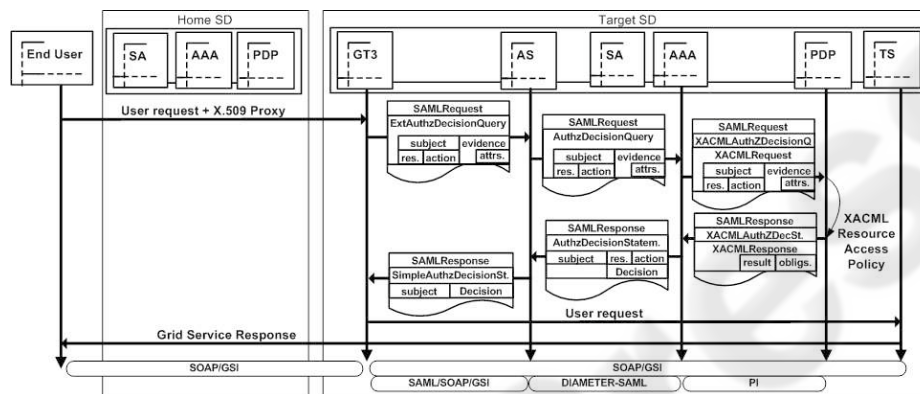 Home SD
Target SD
End User
SA
AAA
PDP
GT3
AS
SA
AAA
PDP
TS
User request + X.509 Proxy
SAMLRequest
ExtAuthzDecisionQuery
subject evidence
res. action attrs.
SAMLRequest
AuthzDecisionQuery
subject evidence
res. action attrs.
SAMLRequest
XACMLAuthZDecisionQ
XACMLRequest
subject evidence
res. action attrs.
XACML
Resource
Access
Policy
SAMLResponse
XACMLAuthZDecSt.
XACMLResponse
result obligs.
SAMLResponse
AuthzDecisionStatem.
subject res. action
Decision
SAMLResponse
SimpleAuthzDecisionSt.
subject Decision
User request
Grid Service Response
SOAP/GSI
SOAP/GSI
SAML/SOAP/GSI
DIAMETER-SAML
PI